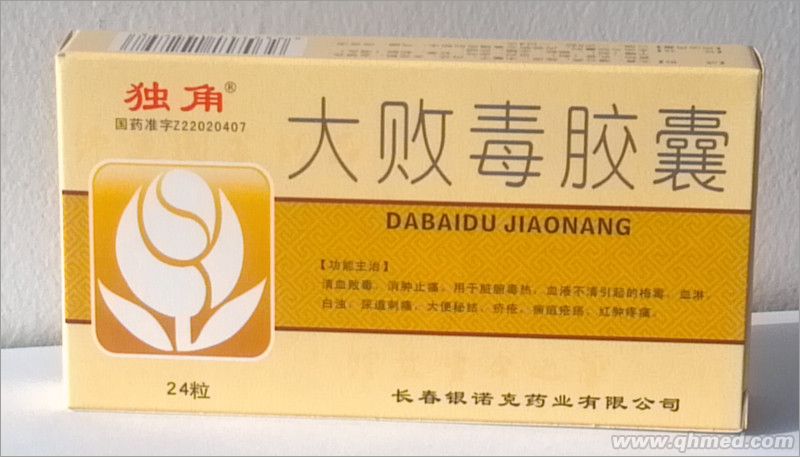 独角®
国药准字Z22020407
大败毒胶囊
DABAIDU JIAONANG
【功能主治】
清血败毒，消肿止痛。用于脏腑毒热，血液不清引起的梅毒，血淋，
白浊，尿道刺痛，大便秘结，疥疮，痈疽疮疡，红肿疼痛。
24粒
长春银诺克药业有限公司
www.qhmed.com